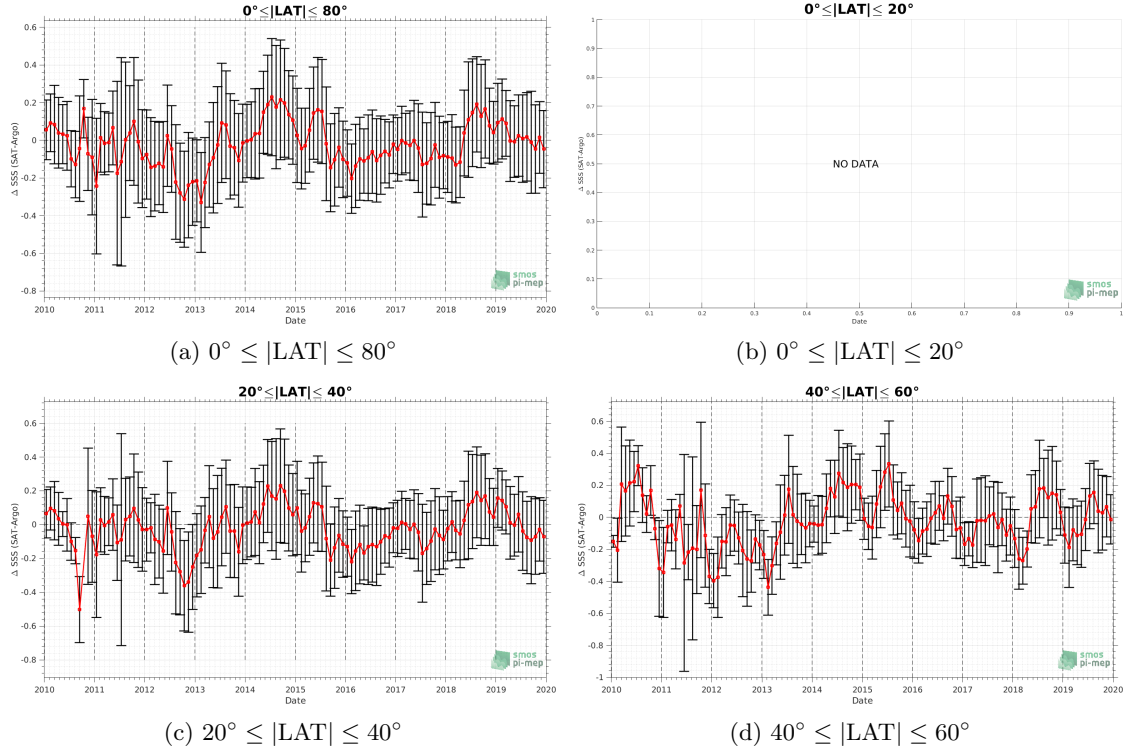 0°≤|LAT|≤ 80°
Δ SSS (SAT-Argo)
0.6
0.4
0.2
0
-0.2
-0.4
-0.6
-0.8
2010 2011 2012 2013 2014 2015 2016 2017 2018 2019 2020
Date
smos
pi-mep
(a) 0° ≤ |LAT| ≤ 80°
0°≤|LAT|≤ 20°
Δ SSS (SAT-Argo)
1
0.9
0.8
0.7
0.6
0.5
0.4
0.3
0.2
0.1
0
NO DATA
0 0.1 0.2 0.3 0.4 0.5 0.6 0.7 0.8 0.9 1
Date
smos
pi-mep
(b) 0° ≤ |LAT| ≤ 20°
20°≤|LAT|≤ 40°
Δ SSS (SAT-Argo)
0.6
0.4
0.2
0
-0.2
-0.4
-0.6
-0.8
2010 2011 2012 2013 2014 2015 2016 2017 2018 2019 2020
Date
smos
pi-mep
(c) 20° ≤ |LAT| ≤ 40°
40°≤|LAT|≤ 60°
Δ SSS (SAT-Argo)
0.6
0.4
0.2
0
-0.2
-0.4
-0.6
-0.8
-1
2010 2011 2012 2013 2014 2015 2016 2017 2018 2019 2020
Date
smos
pi-mep
(d) 40° ≤ |LAT| ≤ 60°